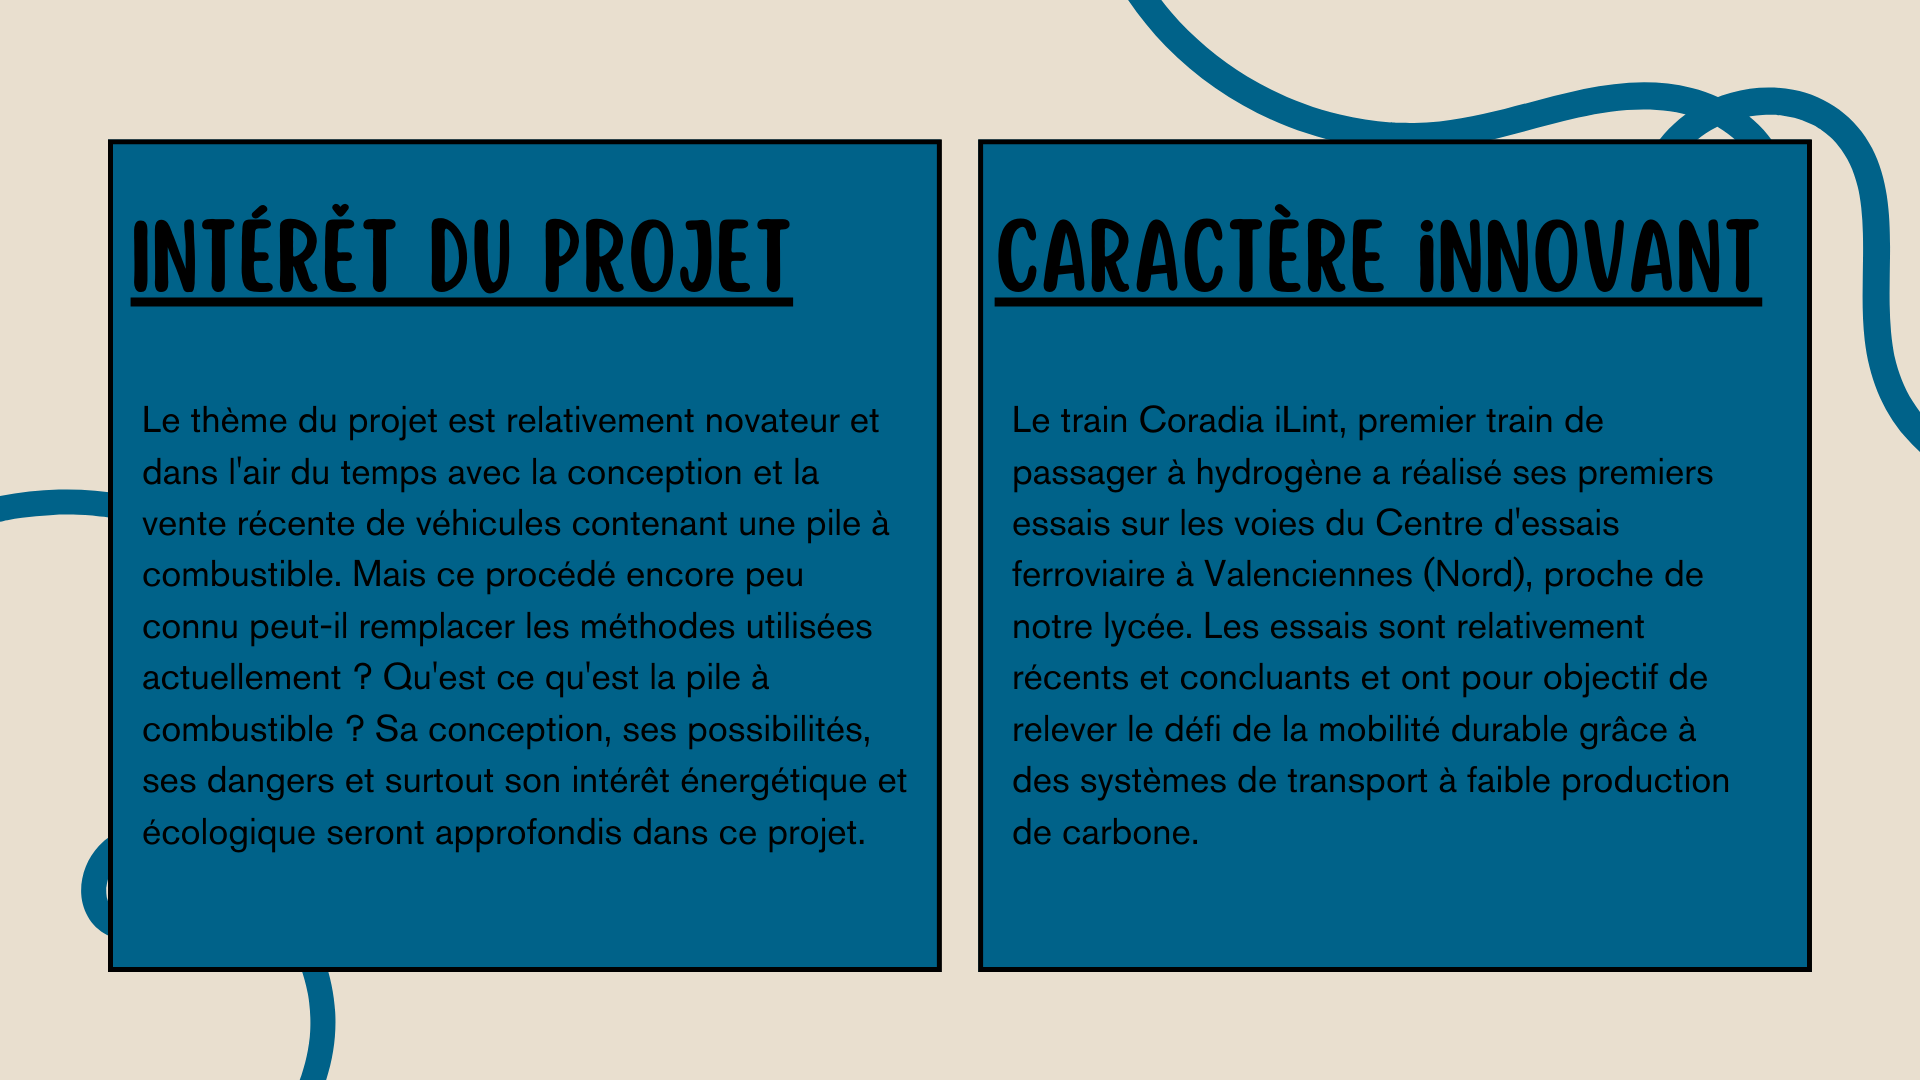 INTÉRĚT DU PROJET
Le thème du projet est relativement novateur et
dans l'air du temps avec la conception et la
vente récente de véhicules contenant une pile à
combustible. Mais ce procédé encore peu
connu peut-il remplacer les méthodes utilisées
actuellement ? Qu'est ce qu'est la pile à
combustible ? Sa conception, ses possibilités,
ses dangers et surtout son intérêt énergétique et
écologique seront approfondis dans ce projet.
CARACTÈRE iNNOVANT
Le train Coradia iLint, premier train de
passager à hydrogène a réalisé ses premiers
essais sur les voies du Centre d'essais
ferroviaire à Valenciennes (Nord), proche de
notre lycée. Les essais sont relativement
récents et concluants et ont pour objectif de
relever le défi de la mobilité durable grâce à
des systèmes de transport à faible production
de carbone.